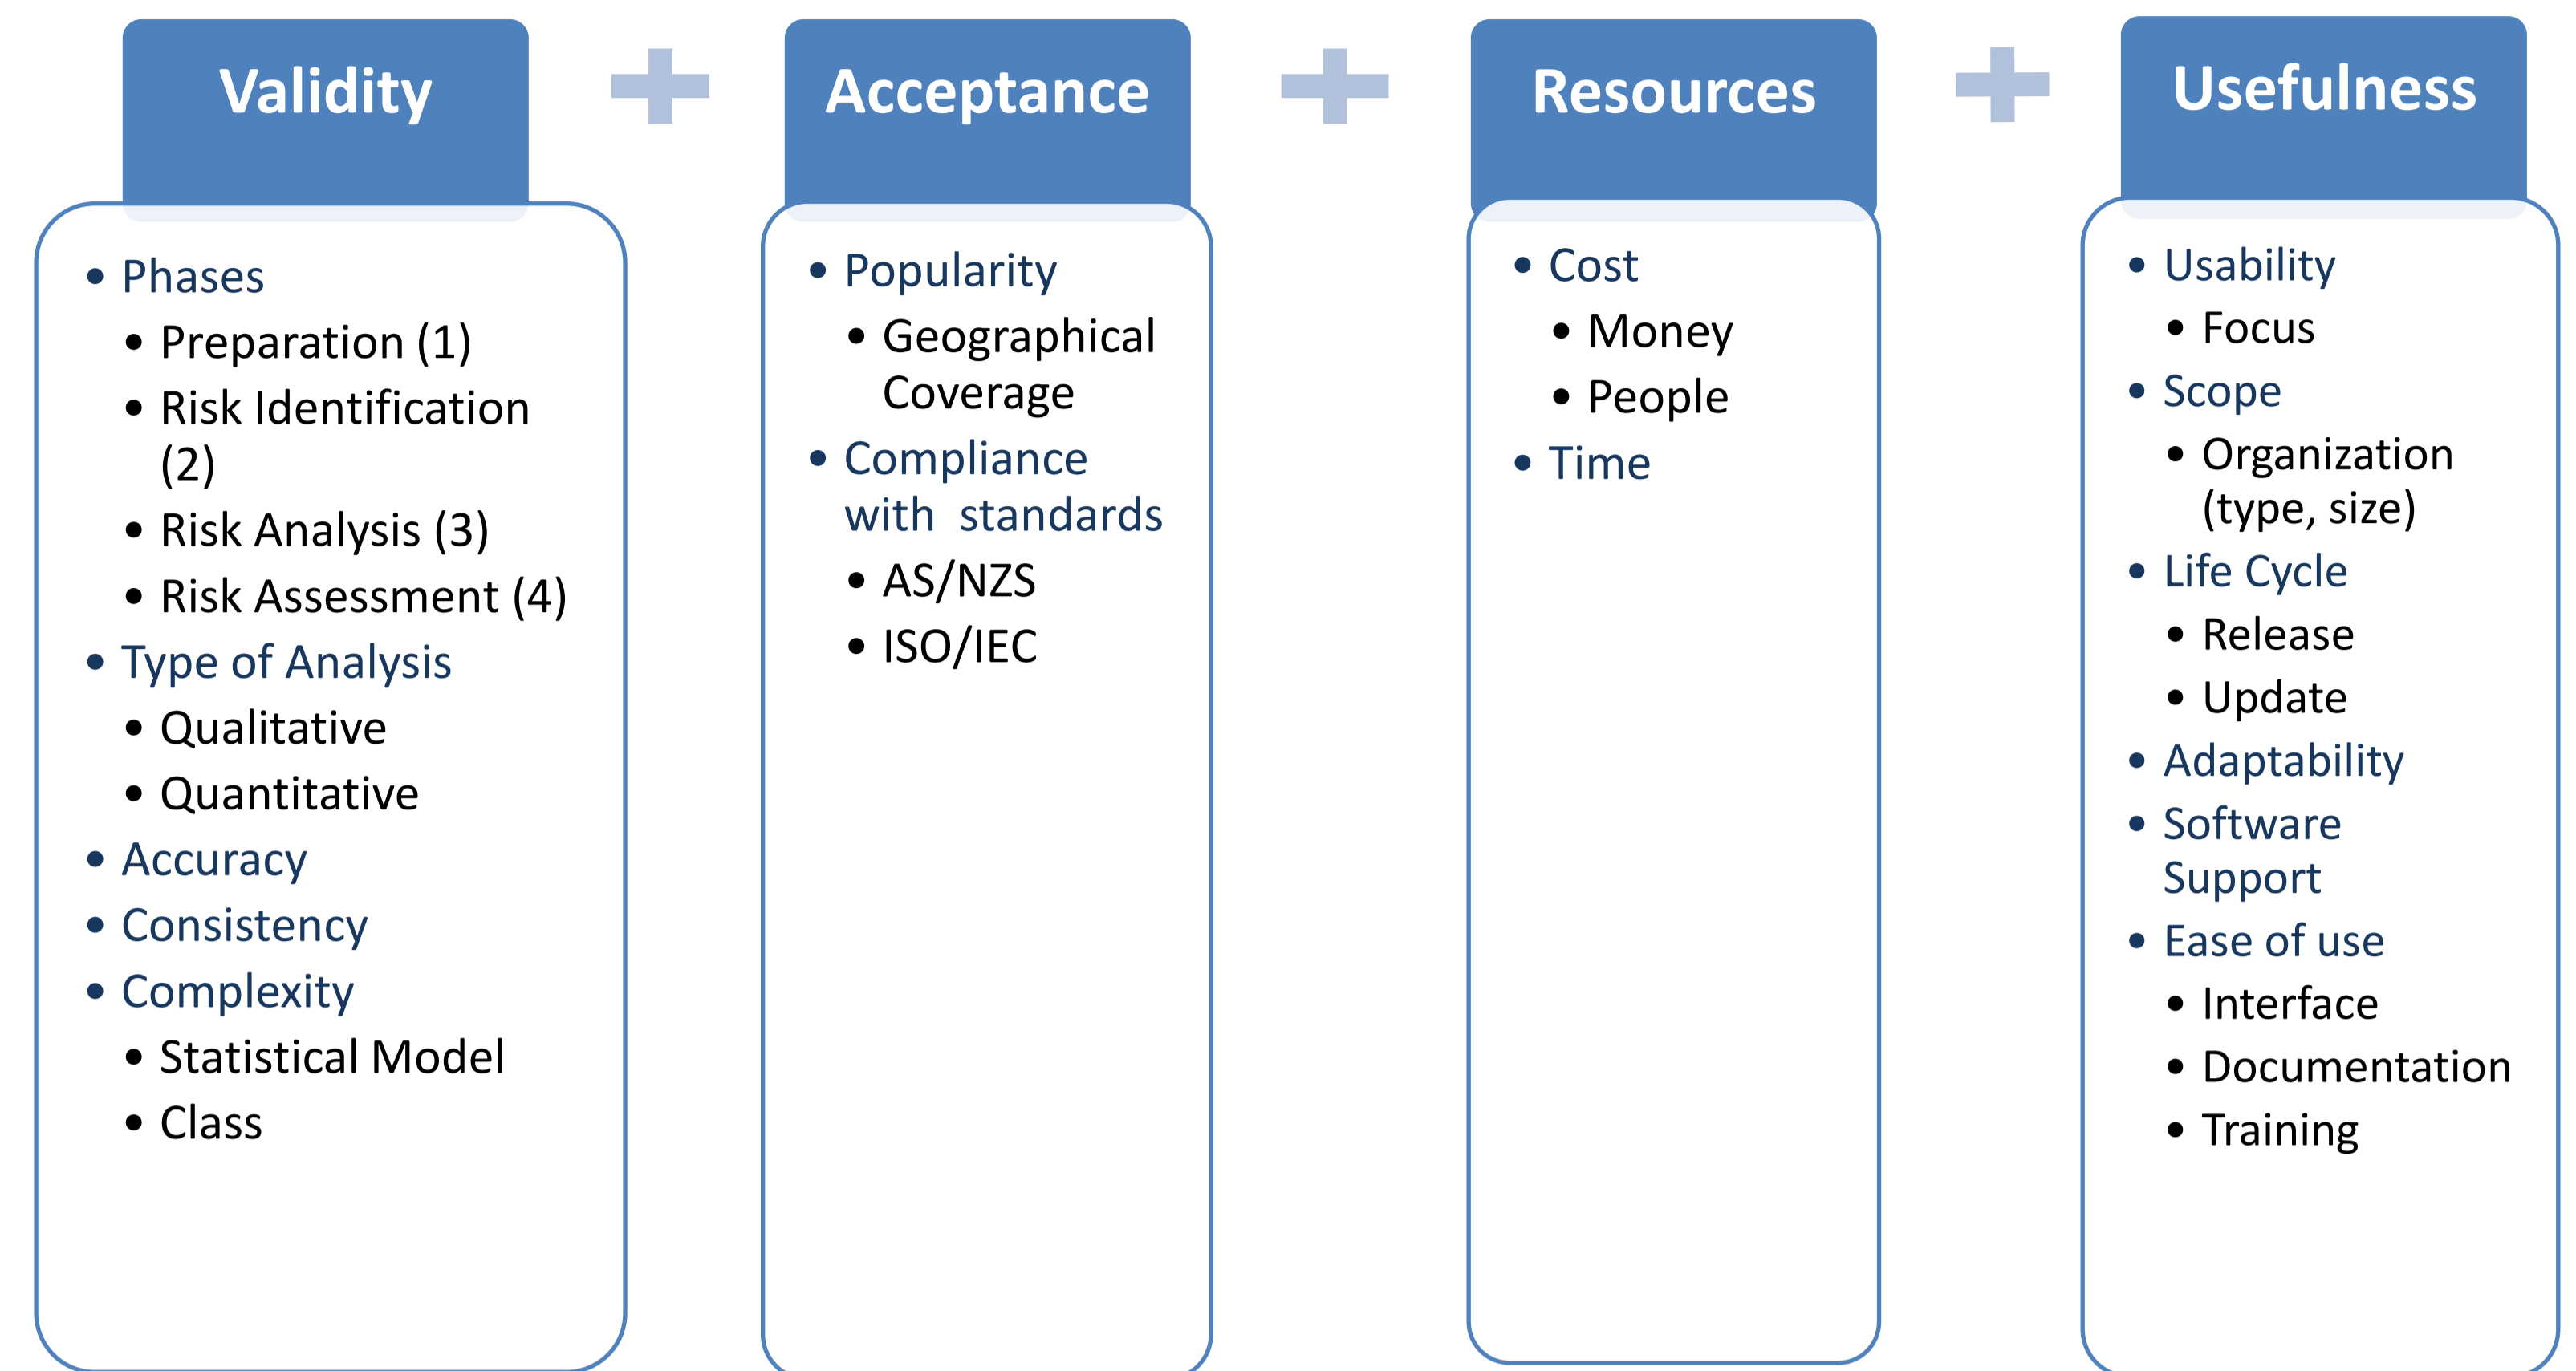 Validity
• Phases
• Preparation (1)
• Risk Identification
(2)
• Risk Analysis (3)
• Risk Assessment (4)
• Type of Analysis
• Qualitative
• Quantitative
• Accuracy
• Consistency
• Complexity
• Statistical Model
• Class
Acceptance
• Popularity
• Geographical
Coverage
• Compliance
with standards
• AS/NZS
• ISO/IEC
Resources
• Cost
• Money
• People
• Time
Usefulness
• Usability
• Focus
• Scope
• Organization
(type, size)
• Life Cycle
• Release
• Update
• Adaptability
• Software
Support
• Ease of use
• Interface
• Documentation
• Training